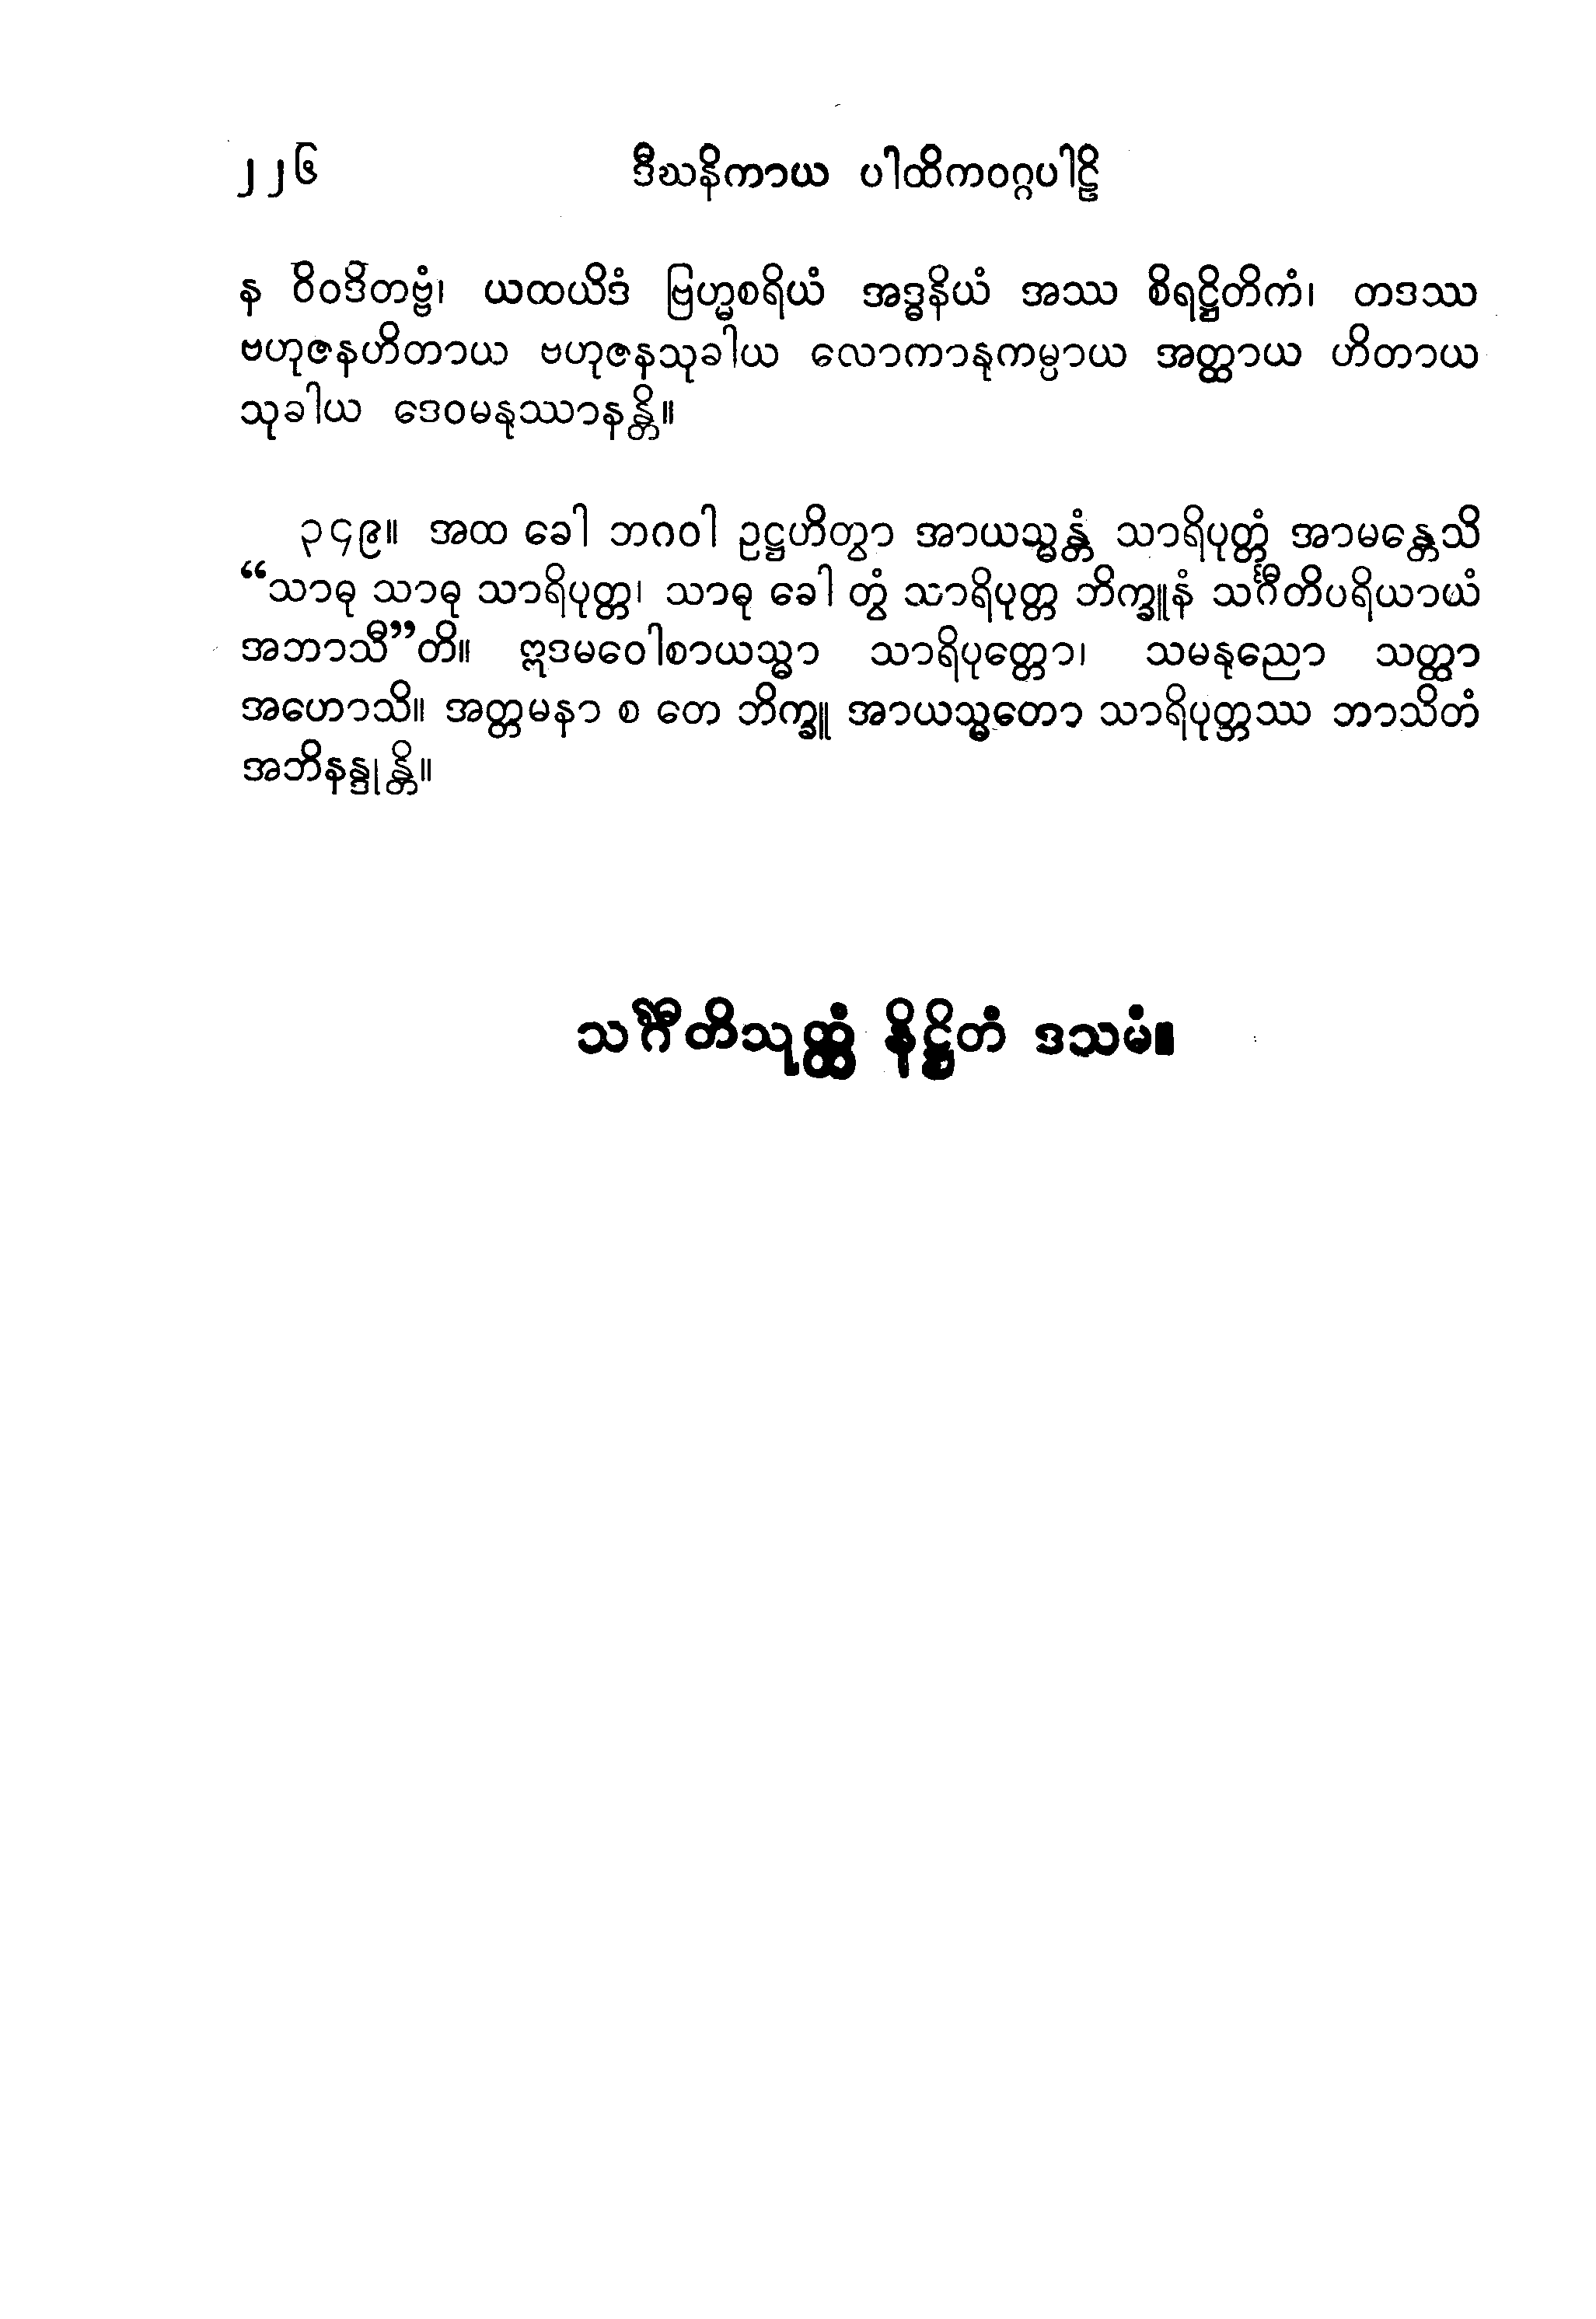 ၂၂၆ ဒီဃနိကာယ ပါထိကဝဂ္ဂပါဠိ
န ဝိဝဒိတဗ္ဗံ၊ ယထယိဒံ ဗြဟ္မစရိယံ အဒ္ဓနိယံ အဿ စိရဋ္ဌိတိကံ၊ တဒဿ
ဗဟုဇနဟိတာယ ဗဟုဇနသုခါယ လောကာနုကမ္ပာယ အတ္ထာယ ဟိတာယ
သုခါယ ဒေဝမနုဿာနန္တိ။
၃၄၉။ အထ ခေါ ဘဂဝါ ဥဋ္ဌဟိတွာ အာယသ္မန္တံ သာရိပုတ္တံ အာမန္တေသိ
“သာဓု သာဓု သာရိပုတ္တ၊ သာဓု ခေါ တွံ သာရိပုတ္တ ဘိက္ခူနံ သင်္ဂီတိပရိယာယံ
အဘာသီ”တိ။ ဣဒမဝေါစာယသ္မာ သာရိပုတ္တော၊ သမနုညော သတ္ထာ
အဟောသိ။ အတ္တမနာ စ တေ ဘိက္ခူ အာယသ္မတော သာရိပုတ္တဿ ဘာသိတံ
အဘိနန္ဒုန္တိ။
သင်္ဂီတိသုတ္တံ နိဋ္ဌိတံ ဒသမံ။